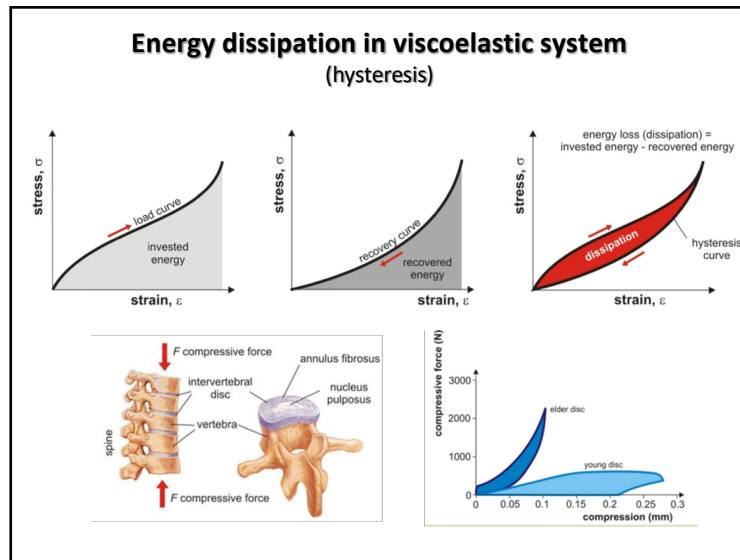 Energy dissipation in viscoelastic system
(hysteresis)
stress, σ
load curve
invested
energy
strain, ε
stress, σ
recovery curve
recovered
energy
strain, ε
energy loss (dissipation) =
invested energy - recovered energy
stress, σ
dissipation
hysteresis
curve
strain, ε
F compressive force
intervertebral
disc
vertebra
spine
F compressive force
annulus fibrosus
nucleus
pulposus
compressive force (N)
3000
2000
1000
0
elder disc
young disc
0
0.05
0.1
0.15
0.2
0.25
0.3
compression (mm)